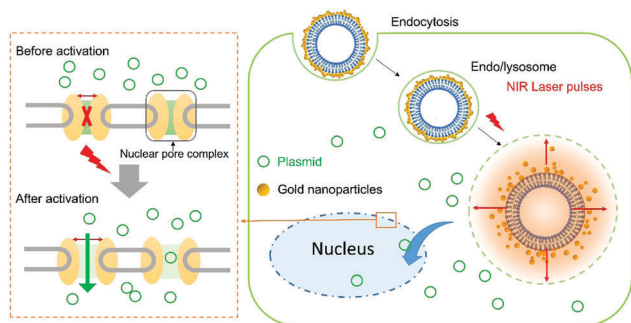 Before activation
Nuclear pore complex
After activation
Endocytosis
Endo/lysosome
NIR Laser pulses
Plasmid
Gold nanoparticles
Nucleus